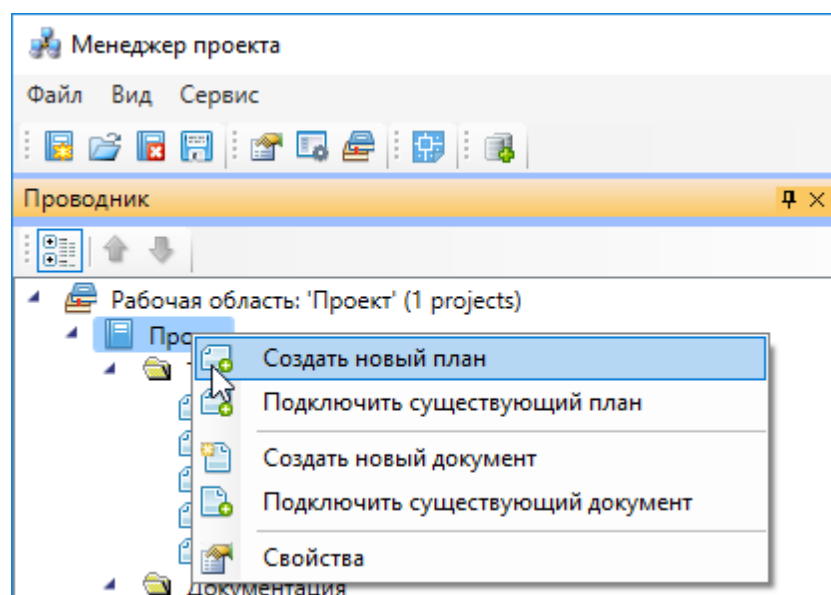 Менеджер проекта
Файл Вид Сервис
Проводник
Рабочая область: 'Проект' (1 projects)
Создать новый план
Подключить существующий план
Создать новый документ
Подключить существующий документ
Свойства
Документация